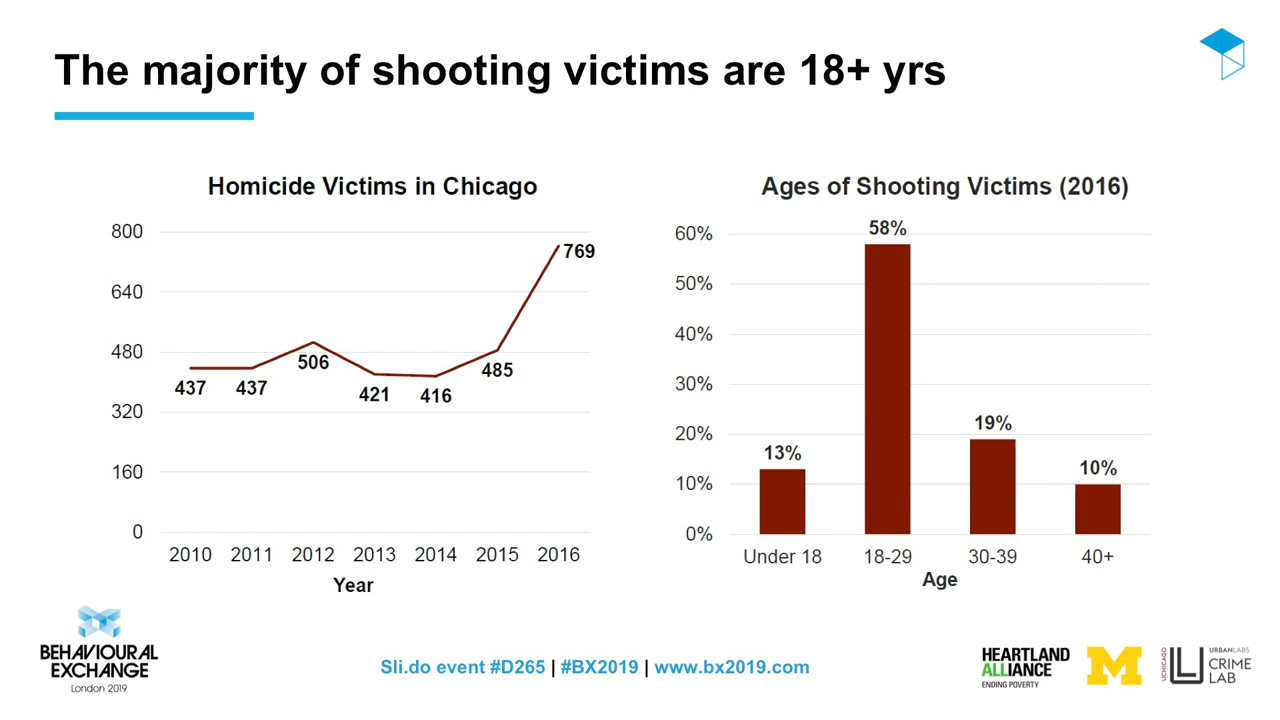 The majority of shooting victims are 18+ yrs
Homicide Victims in Chicago
800
640
480
320
160
0
437
437
506
421
416
485
769
2010 2011 2012 2013 2014 2015 2016
Year
Ages of Shooting Victims (2016)
60%
50%
40%
30%
20%
10%
0%
13%
58%
19%
10%
Under 18 18-29 30-39 40+
Age
BEHAVIOURAL
EXCHANGE
London 2019
Sli.do event #D265 | #BX2019 | www.bx2019.com
HEARTLAND
ALLIANCE
ENDING POVERTY
M
UCHICAGO
URBANLABS
CRIME
LAB